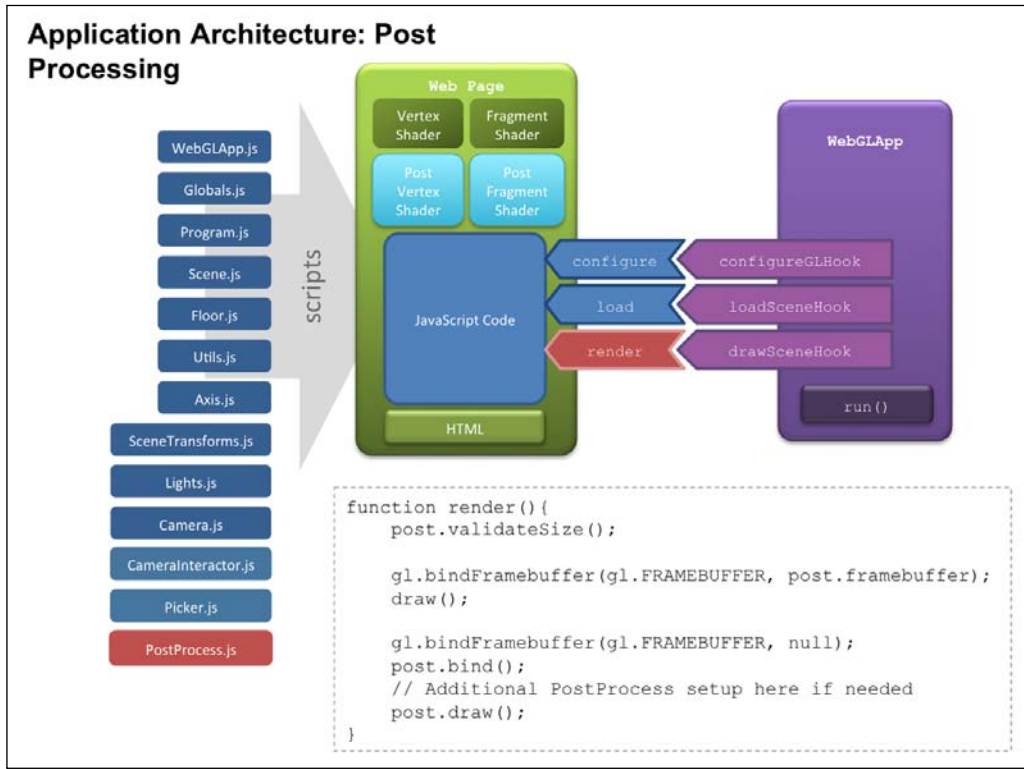 Application Architecture: Post
Processing
WebGLApp.js
Globals.js
Program.js
Scene.js
Floor.js
Utils.js
Axis.js
SceneTransforms.js
Lights.js
Camera.js
CameraInteractor.js
Picker.js
PostProcess.js
scripts
Web Page
Vertex
Shader
Fragment
Shader
Post
Vertex
Shader
Post
Fragment
Shader
JavaScript Code
HTML
configure
load
render
configureGLHook
loadSceneHook
drawSceneHook
WebGLApp
run()
function render(){
    post.validateSize();
    gl.bindFramebuffer(gl.FRAMEBUFFER, post.framebuffer);
    draw();
    gl.bindFramebuffer(gl.FRAMEBUFFER, null);
    post.bind();
    // Additional PostProcess setup here if needed
    post.draw();
}